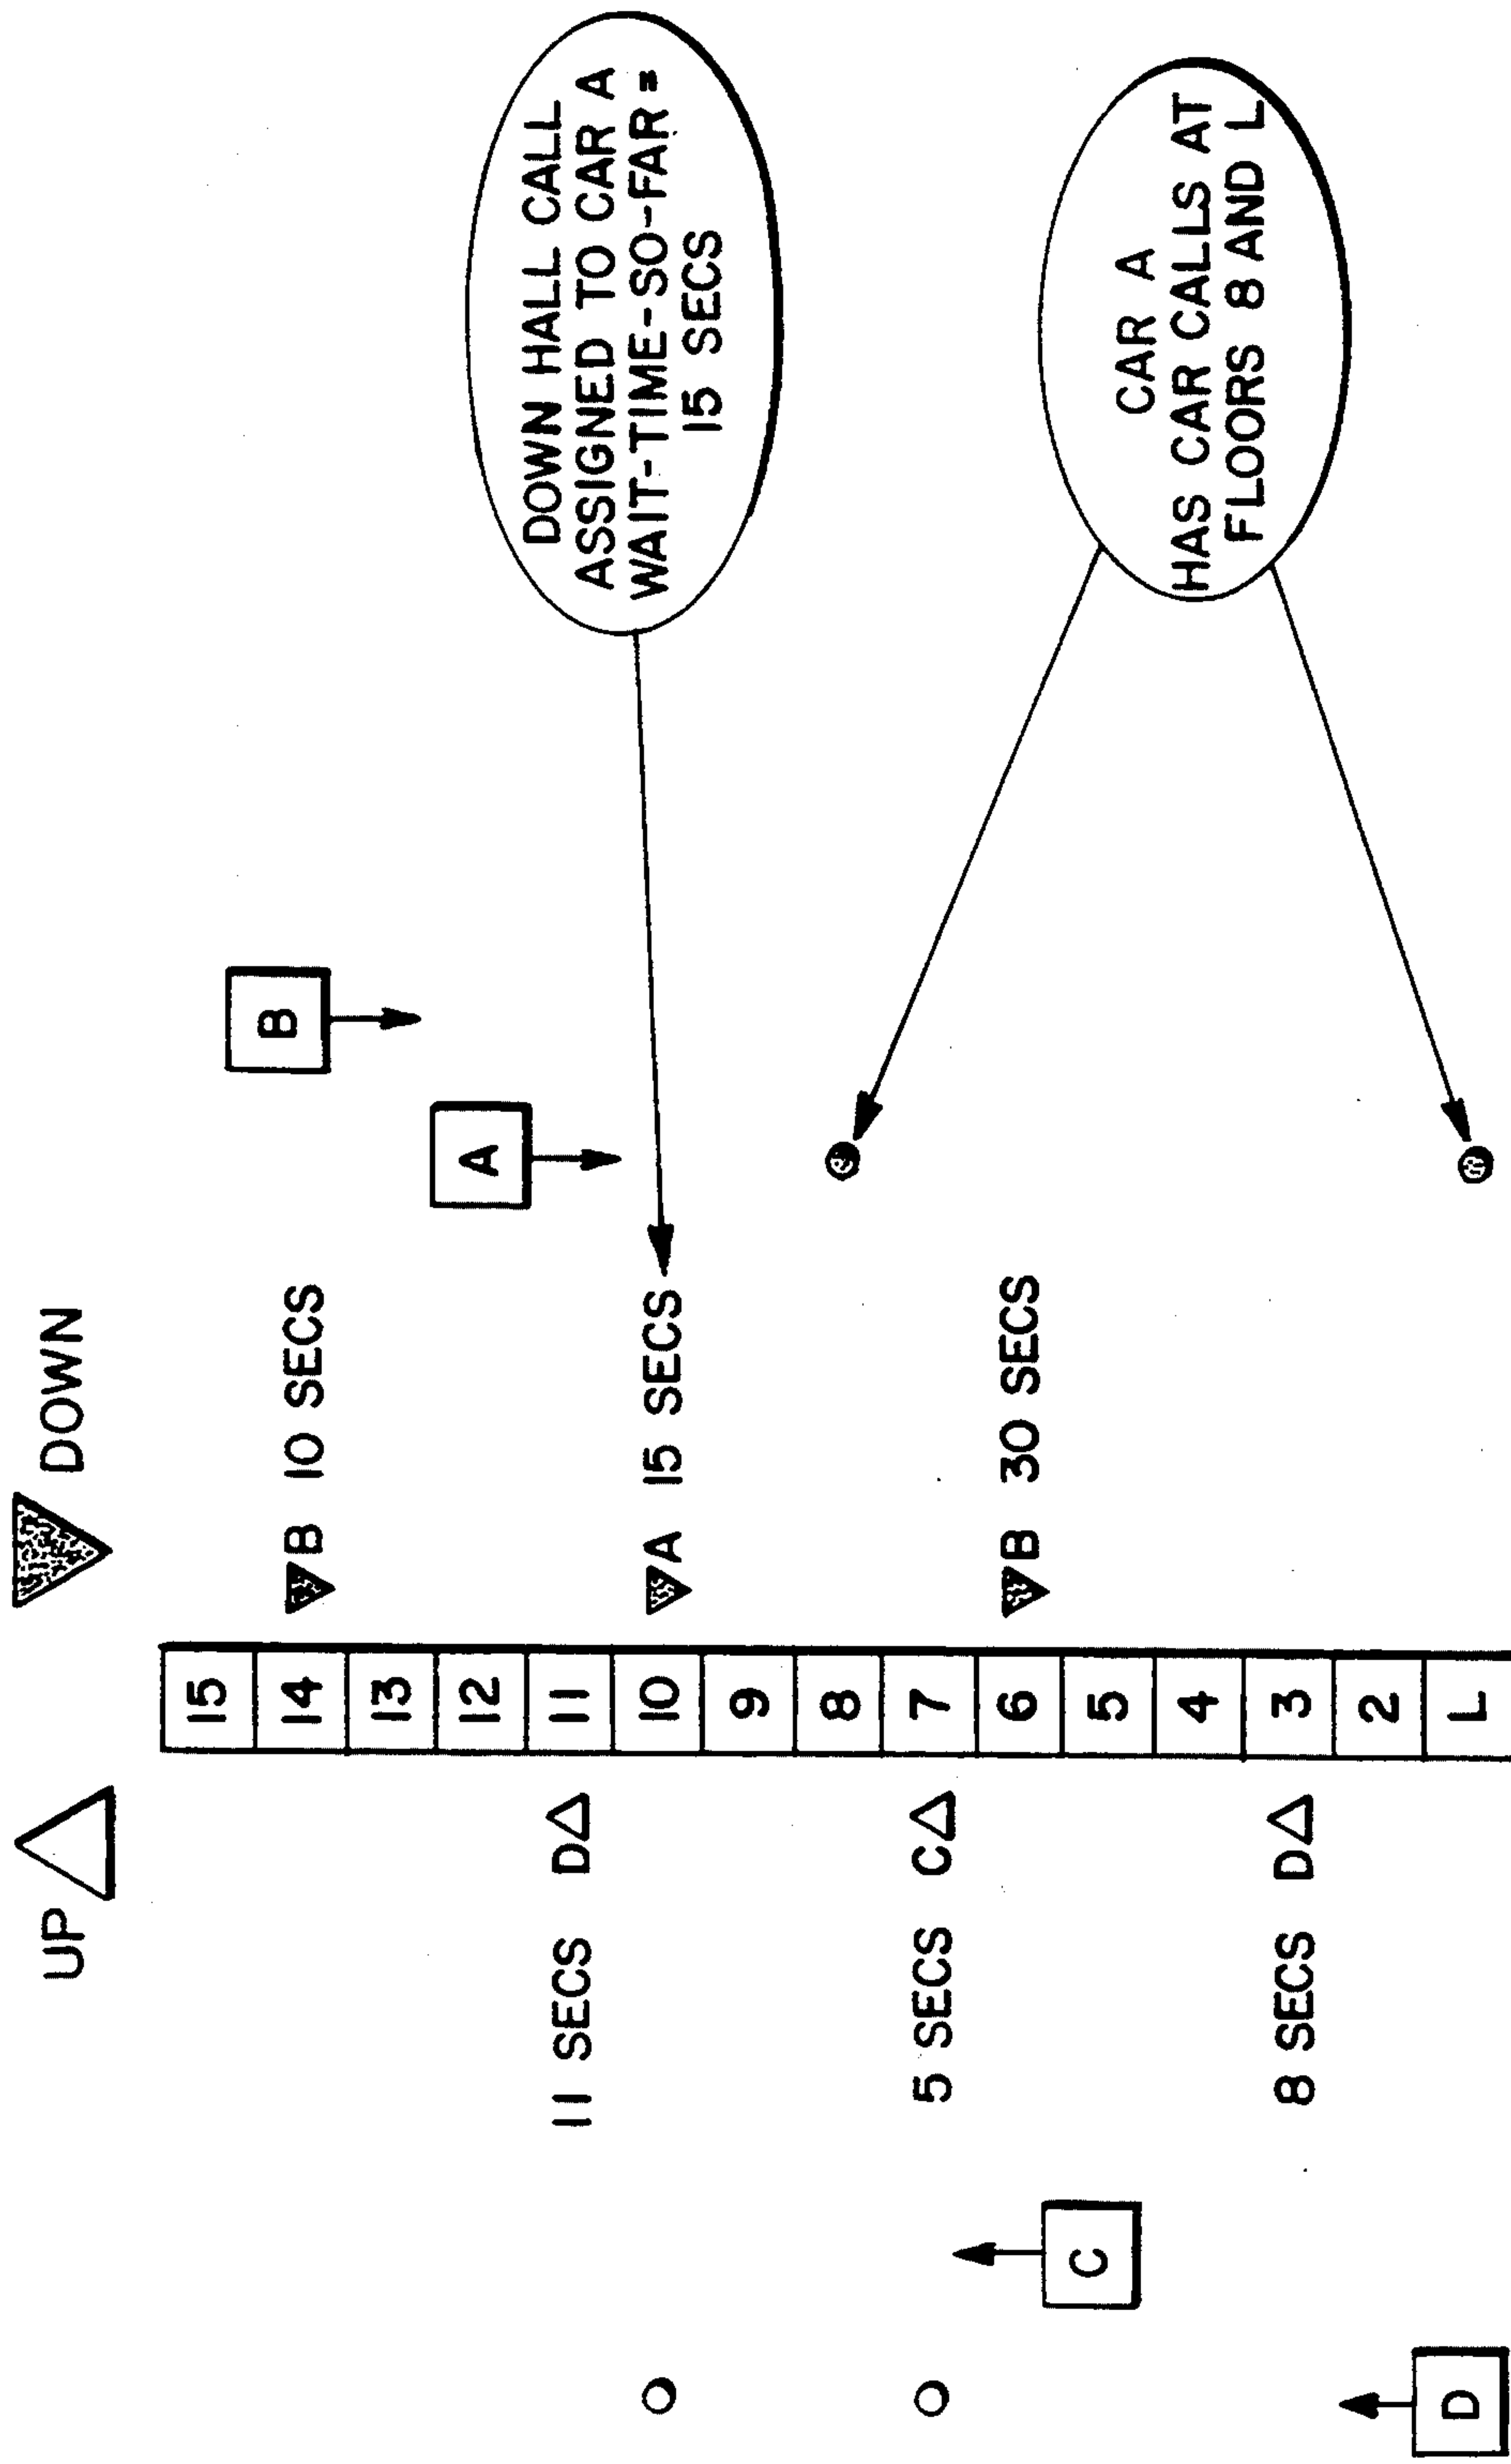 UP
DOWN
15
14
B 10 SECS
B
13
12
A
11 SECS D
11
10
A 15 SECS
DOWN HALL CALL
ASSIGNED TO CAR A
WAIT-TIME-SO-FAR =
15 SECS
9
8
5 SECS C
7
6
B 30 SECS
C
5
4
8 SECS D
3
2
D
L
CAR A
HAS CAR CALLS AT
FLOORS 8 AND L